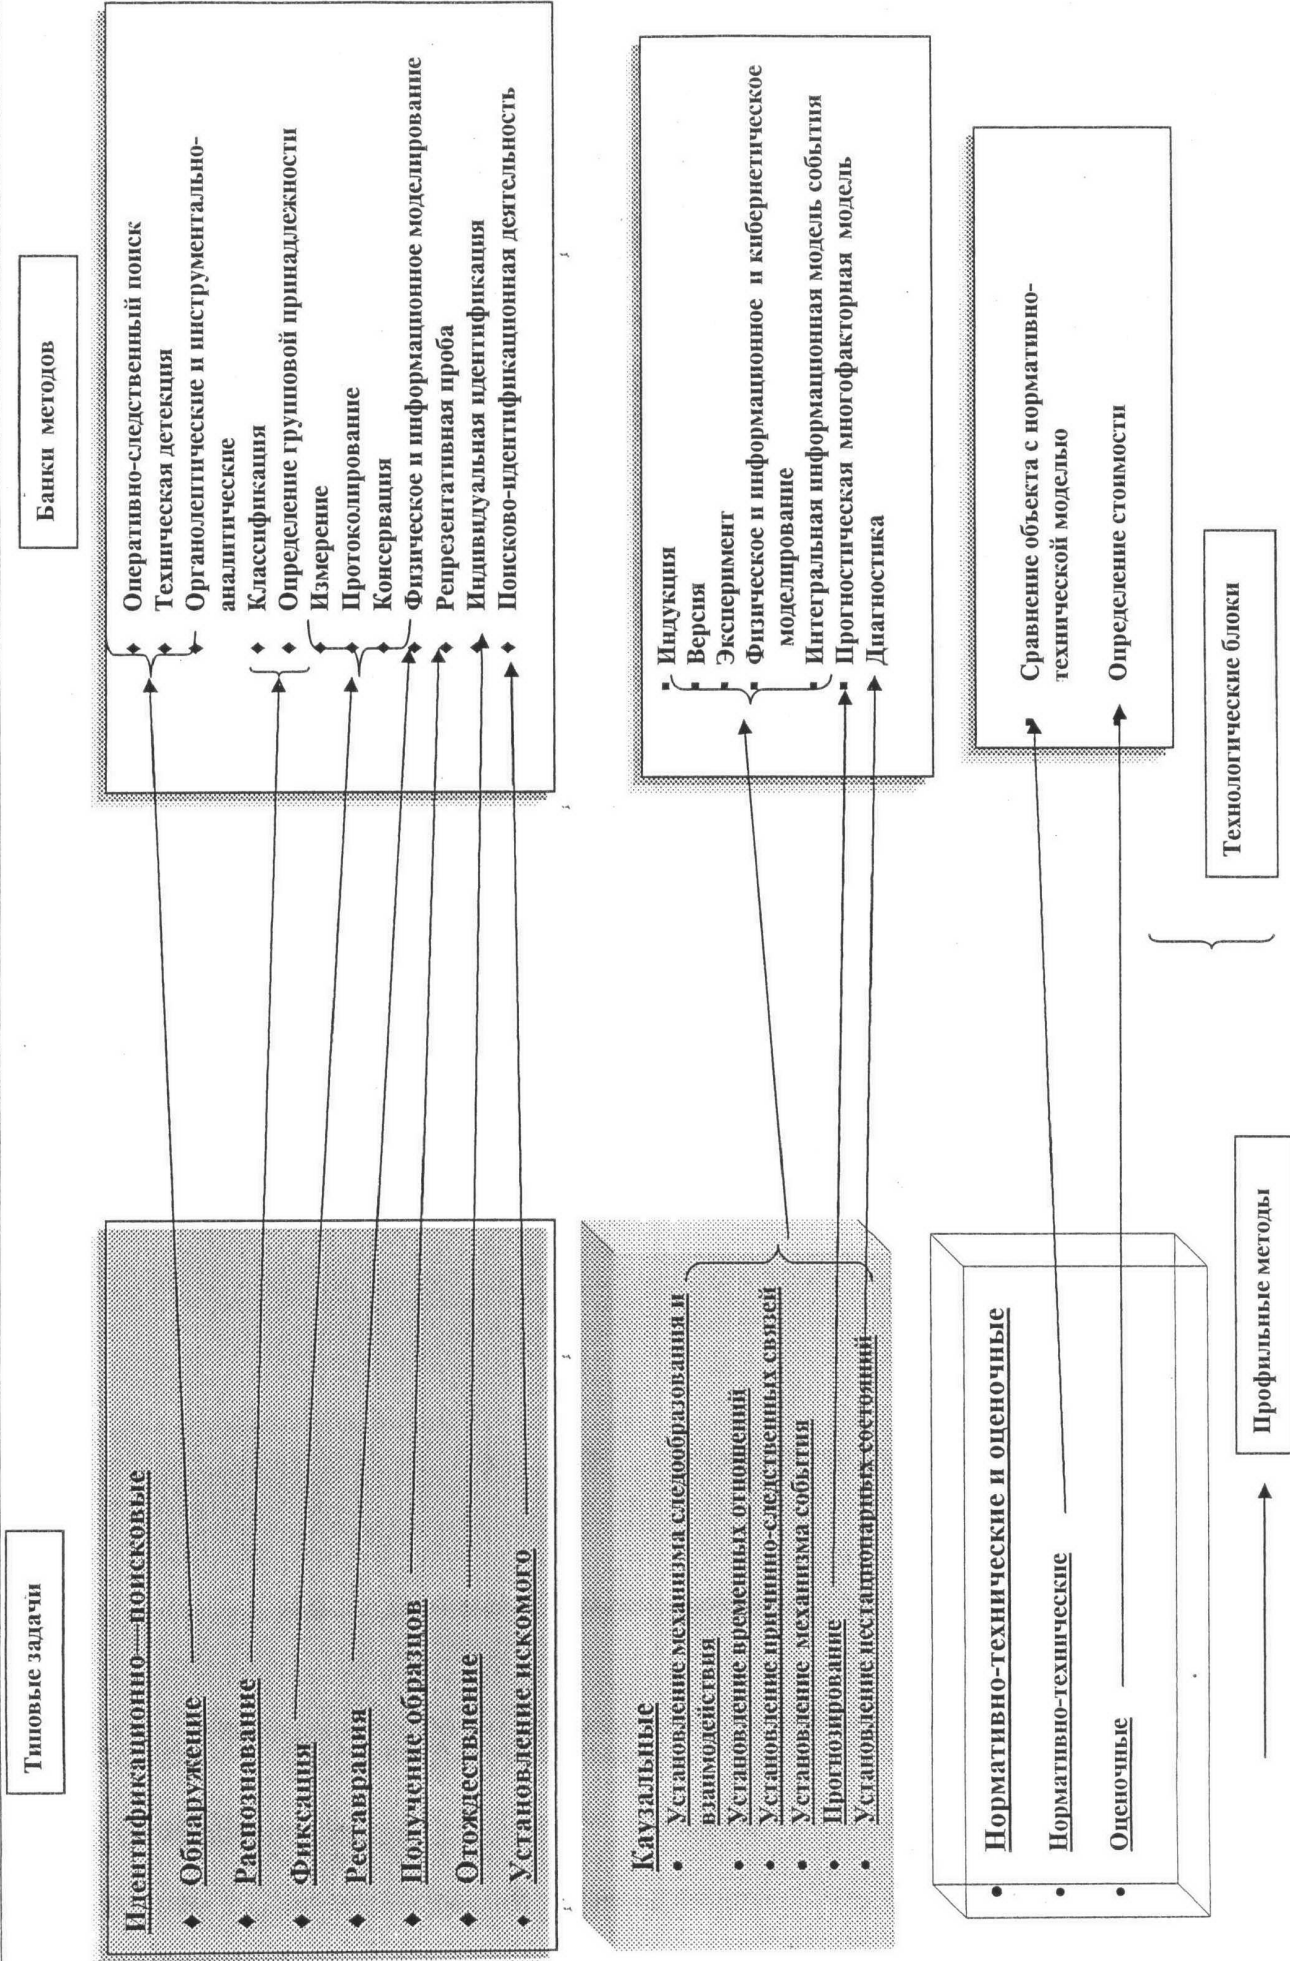 Типовые задачи
Банки методов
Идентификационно—поисковые
Обнаружение
Распознавание
Фиксация
Реставрация
Получение образцов
Отождествление
Установление искомого
Оперативно-следственный поиск
Техническая детекция
Органолептические и инструментально-
аналитические
Классификация
Определение групповой принадлежности
Измерение
Протоколирование
Консервация
Физическое и информационное моделирование
Репрезентативная проба
Индивидуальная идентификация
Поисково-идентификационная деятельность
Каузальные
Установление механизма следообразования и
взаимодействия
Установление временных отношений
Установление причинно-следственных связей
Установление механизма события
Прогнозирование
Установление нестационарных состояний
Индукция
Версия
Эксперимент
Физическое и информационное и кибернетическое
моделирование
Интегральная информационная модель события
Прогностическая многофакторная модель
Диагностика
Нормативно-технические и оценочные
Нормативно-технические
Оценочные
Сравнение объекта с нормативно-
технической моделью
Определение стоимости
Профильные методы
Технологические блоки